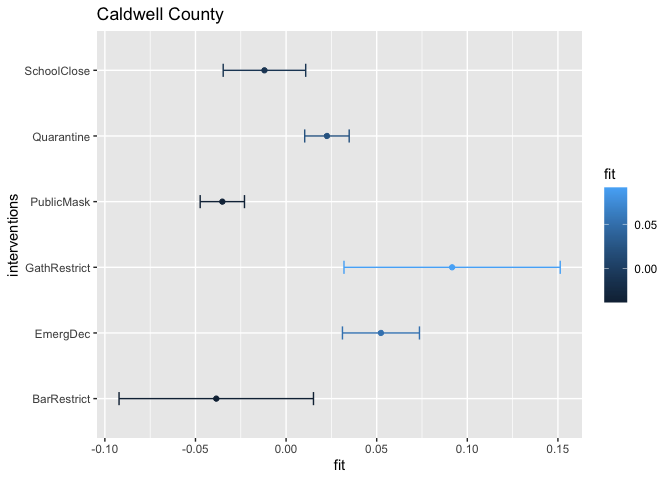 Caldwell County
interventions
SchoolClose
Quarantine
PublicMask
GathRestrict
EmergDec
BarRestrict
-0.10 -0.05 0.00 0.05 0.10 0.15
fit
fit
0.05
0.00